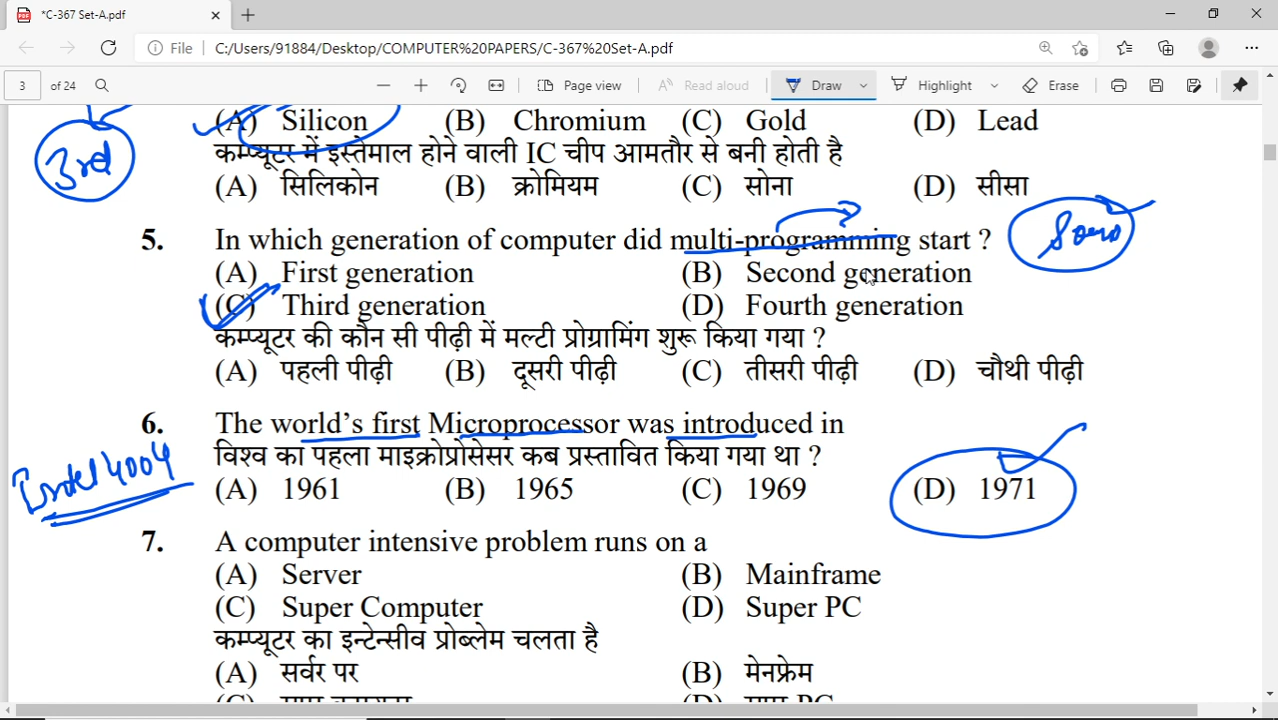 *C-367 Set-A.pdf
File C:/Users/91884/Desktop/COMPUTER%20PAPERS/C-367%20Set-A.pdf
3 of 24 Page view Read aloud Draw Highlight Erase
(A) Silicon (B) Chromium (C) Gold (D) Lead
3rd
कम्प्यूटर में इस्तेमाल होने वाली IC चीप आमतौर से बनी होती है
(A) सिलिकोन (B) क्रोमियम (C) सोना (D) सीसा
5. In which generation of computer did multi-programming start ?
(A) First generation (B) Second generation
(C) Third generation (D) Fourth generation
कम्प्यूटर की कौन सी पीढ़ी में मल्टी प्रोग्रामिंग शुरू किया गया ?
(A) पहली पीढ़ी (B) दूसरी पीढ़ी (C) तीसरी पीढ़ी (D) चौथी पीढ़ी
6. The world's first Microprocessor was introduced in
Intel 4004
विश्व का पहला माइक्रोप्रोसेसर कब प्रस्तावित किया गया था ?
(A) 1961 (B) 1965 (C) 1969 (D) 1971
7. A computer intensive problem runs on a
(A) Server (B) Mainframe
(C) Super Computer (D) Super PC
कम्प्यूटर का इन्टेन्सीव प्रोब्लेम चलता है
(A) सर्वर पर (B) मेनफ्रेम